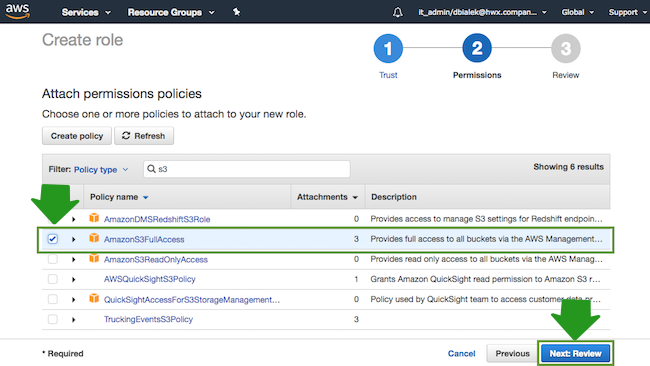 aws Services Resource Groups it_admin/dbialek@hwx.compan... Global Support
Create role
1 2 3
Trust Permissions Review
Attach permissions policies
Choose one or more policies to attach to your new role.
Create policy Refresh
Filter: Policy type s3 Showing 6 results
Policy name Attachments Description
AmazonDMSRedshiftS3Role 0 Provides access to manage S3 settings for Redshift endpoin...
AmazonS3FullAccess 3 Provides full access to all buckets via the AWS Management...
AmazonS3ReadOnlyAccess 0 Provides read only access to all buckets via the AWS Manag...
AWSQuickSightS3Policy 1 Grants Amazon QuickSight read permission to Amazon S3 r...
QuickSightAccessForS3StorageManagement... 0 Policy used by QuickSight team to access customer data pr...
TruckingEventsS3Policy 3
* Required Cancel Previous Next: Review